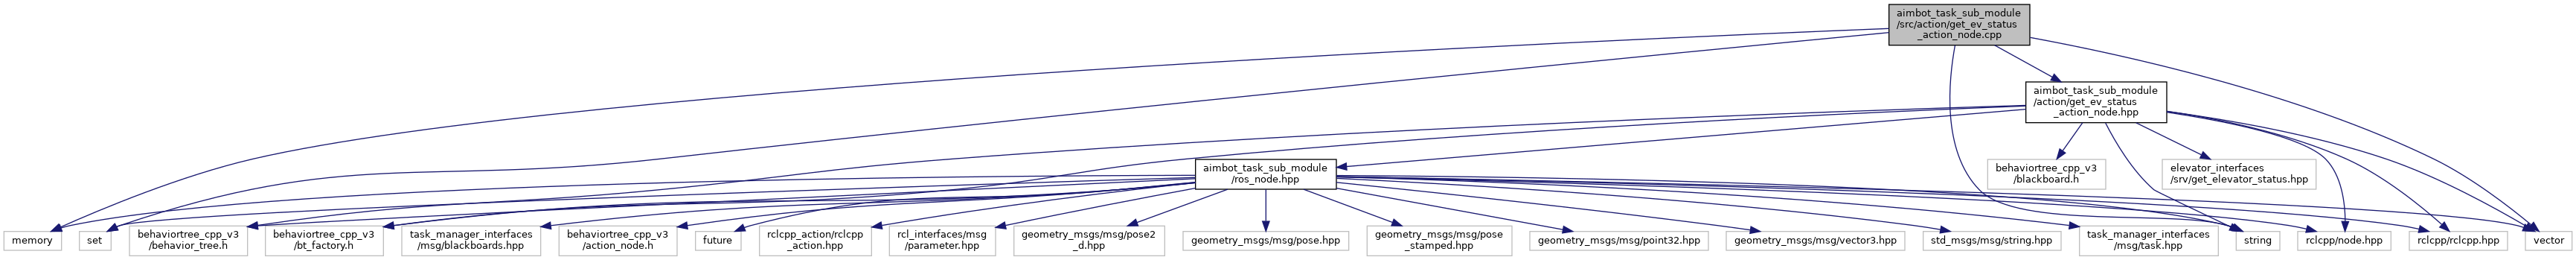 aimbot_task_sub_module
/src/action/get_ev_status
_action_node.cpp
aimbot_task_sub_module
/action/get_ev_status
_action_node.hpp
aimbot_task_sub_module
/ros_node.hpp
behaviortree_cpp_v3
/blackboard.h
elevator_interfaces
/srv/get_elevator_status.hpp
memory
set
behaviortree_cpp_v3
/behavior_tree.h
behaviortree_cpp_v3
/bt_factory.h
task_manager_interfaces
/msg/blackboards.hpp
behaviortree_cpp_v3
/action_node.h
future
rclcpp_action/rclcpp
_action.hpp
rcl_interfaces/msg
/parameter.hpp
geometry_msgs/msg/pose2
_d.hpp
geometry_msgs/msg/pose.hpp
geometry_msgs/msg/pose
_stamped.hpp
geometry_msgs/msg/point32.hpp
geometry_msgs/msg/vector3.hpp
std_msgs/msg/string.hpp
task_manager_interfaces
/msg/task.hpp
string
rclcpp/node.hpp
rclcpp/rclcpp.hpp
vector